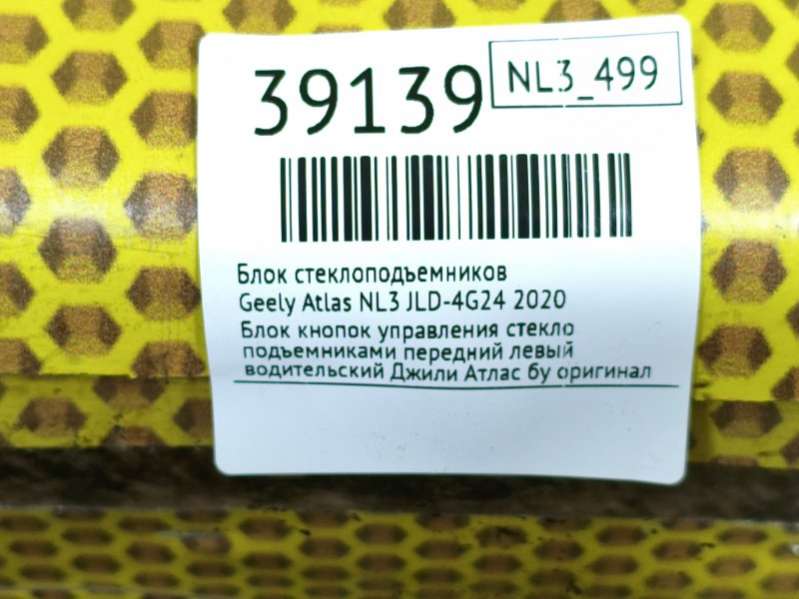 39139
NL3_499
Блок стеклоподъемников
Geely Atlas NL3 JLD-4G24 2020
Блок кнопок управления стекло
подъемниками передний левый
водительский Джили Атлас бу оригинал